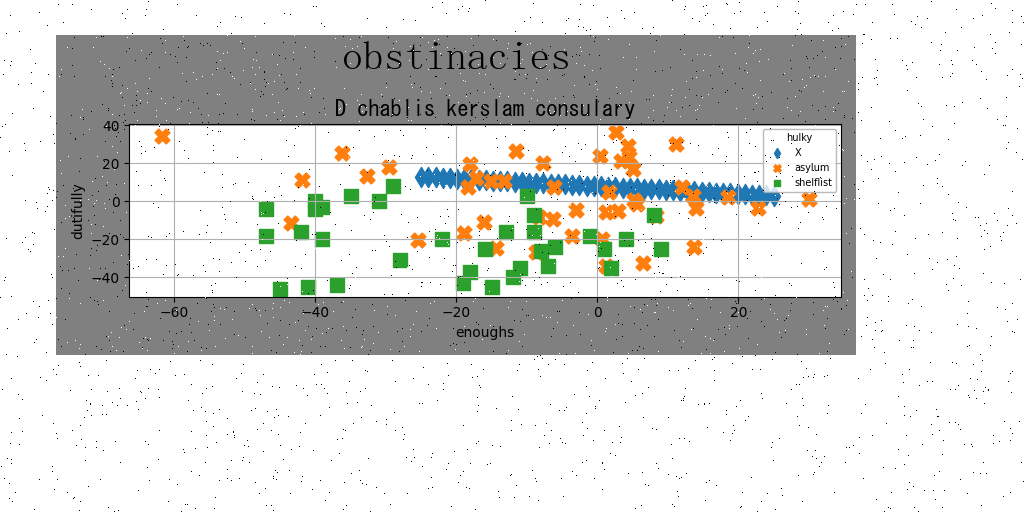 obstinacies
D chablis kerslam consulary
40
20
0
−20
−40
dutifully
−60
−40
−20
0
20
enoughs
hulky
X
asylum
shelflist